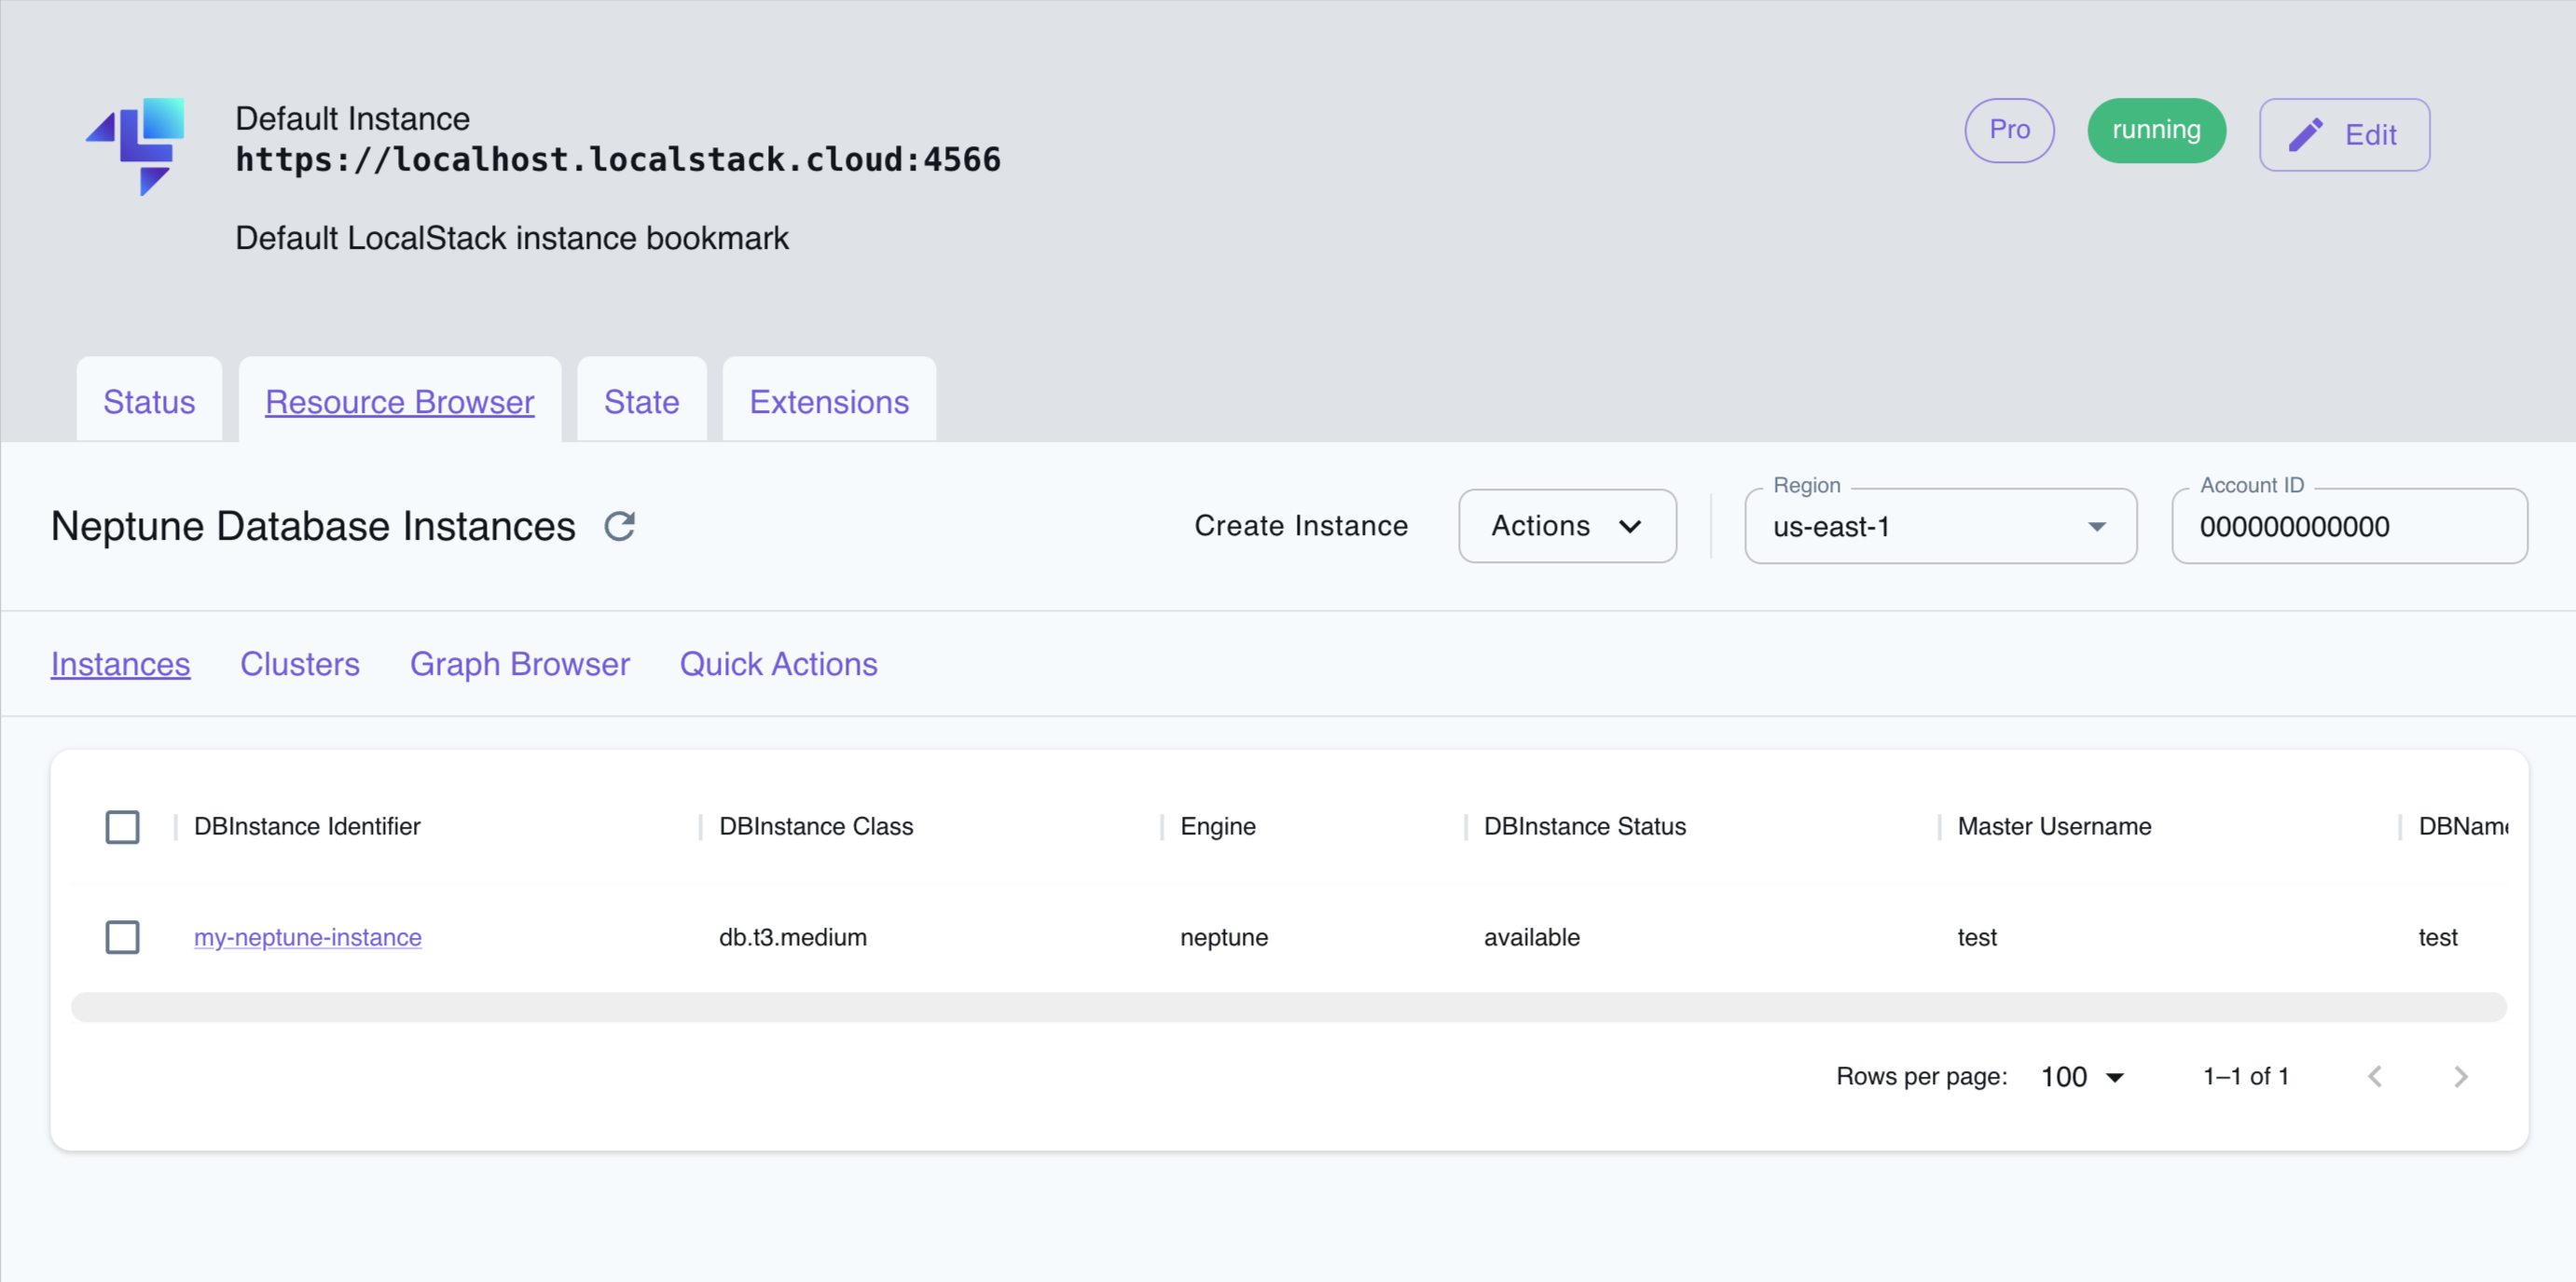 Default Instance
https://localhost.localstack.cloud:4566
Default LocalStack instance bookmark
Pro
running
Edit
Status
Resource Browser
State
Extensions
Neptune Database Instances
Create Instance
Actions
Region
us-east-1
Account ID
000000000000
Instances
Clusters
Graph Browser
Quick Actions
DBInstance Identifier
DBInstance Class
Engine
DBInstance Status
Master Username
DBName
my-neptune-instance
db.t3.medium
neptune
available
test
test
Rows per page:
100
1–1 of 1